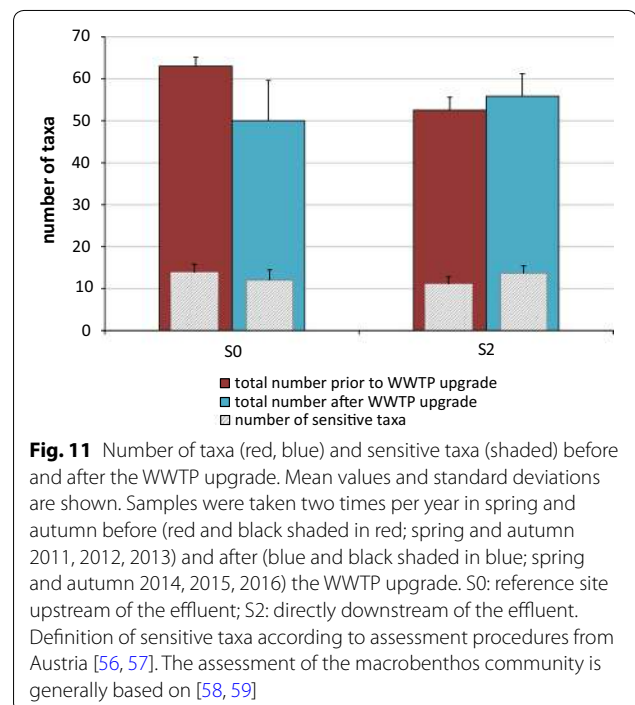 70
60
50
40
30
20
10
0
number of taxa
S0 S2
total number prior to WWTP upgrade
total number after WWTP upgrade
number of sensitive taxa
Fig. 11 Number of taxa (red, blue) and sensitive taxa (shaded) before
and after the WWTP upgrade. Mean values and standard deviations
are shown. Samples were taken two times per year in spring and
autumn before (red and black shaded in red; spring and autumn
2011, 2012, 2013) and after (blue and black shaded in blue; spring
and autumn 2014, 2015, 2016) the WWTP upgrade. S0: reference site
upstream of the effluent; S2: directly downstream of the effluent.
Definition of sensitive taxa according to assessment procedures from
Austria [56, 57]. The assessment of the macrobenthos community is
generally based on [58, 59]